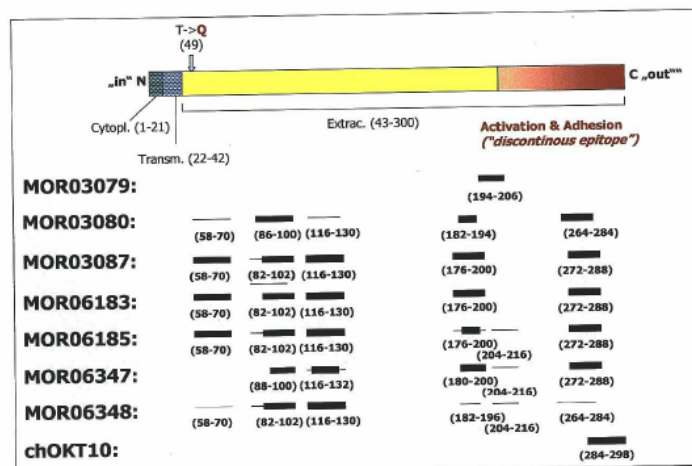 T->Q
(49)
„in“ N
C „out““
Cytopl. (1-21)
Extrac. (43-300)
Transm. (22-42)
Activation & Adhesion
("discontinous epitope")
MOR03079:
(194-206)
MOR03080:
(58-70) (86-100) (116-130) (182-194) (264-284)
MOR03087:
(58-70) (82-102) (116-130) (176-200) (272-288)
MOR06183:
(58-70) (82-102) (116-130) (176-200) (272-288)
MOR06185:
(58-70) (82-102) (116-130) (176-200) (272-288)
(204-216)
MOR06347:
(88-100) (116-132) (180-200) (272-288)
(204-216)
MOR06348:
(58-70) (82-102) (116-130) (182-196) (264-284)
(204-216)
chOKT10:
(284-298)